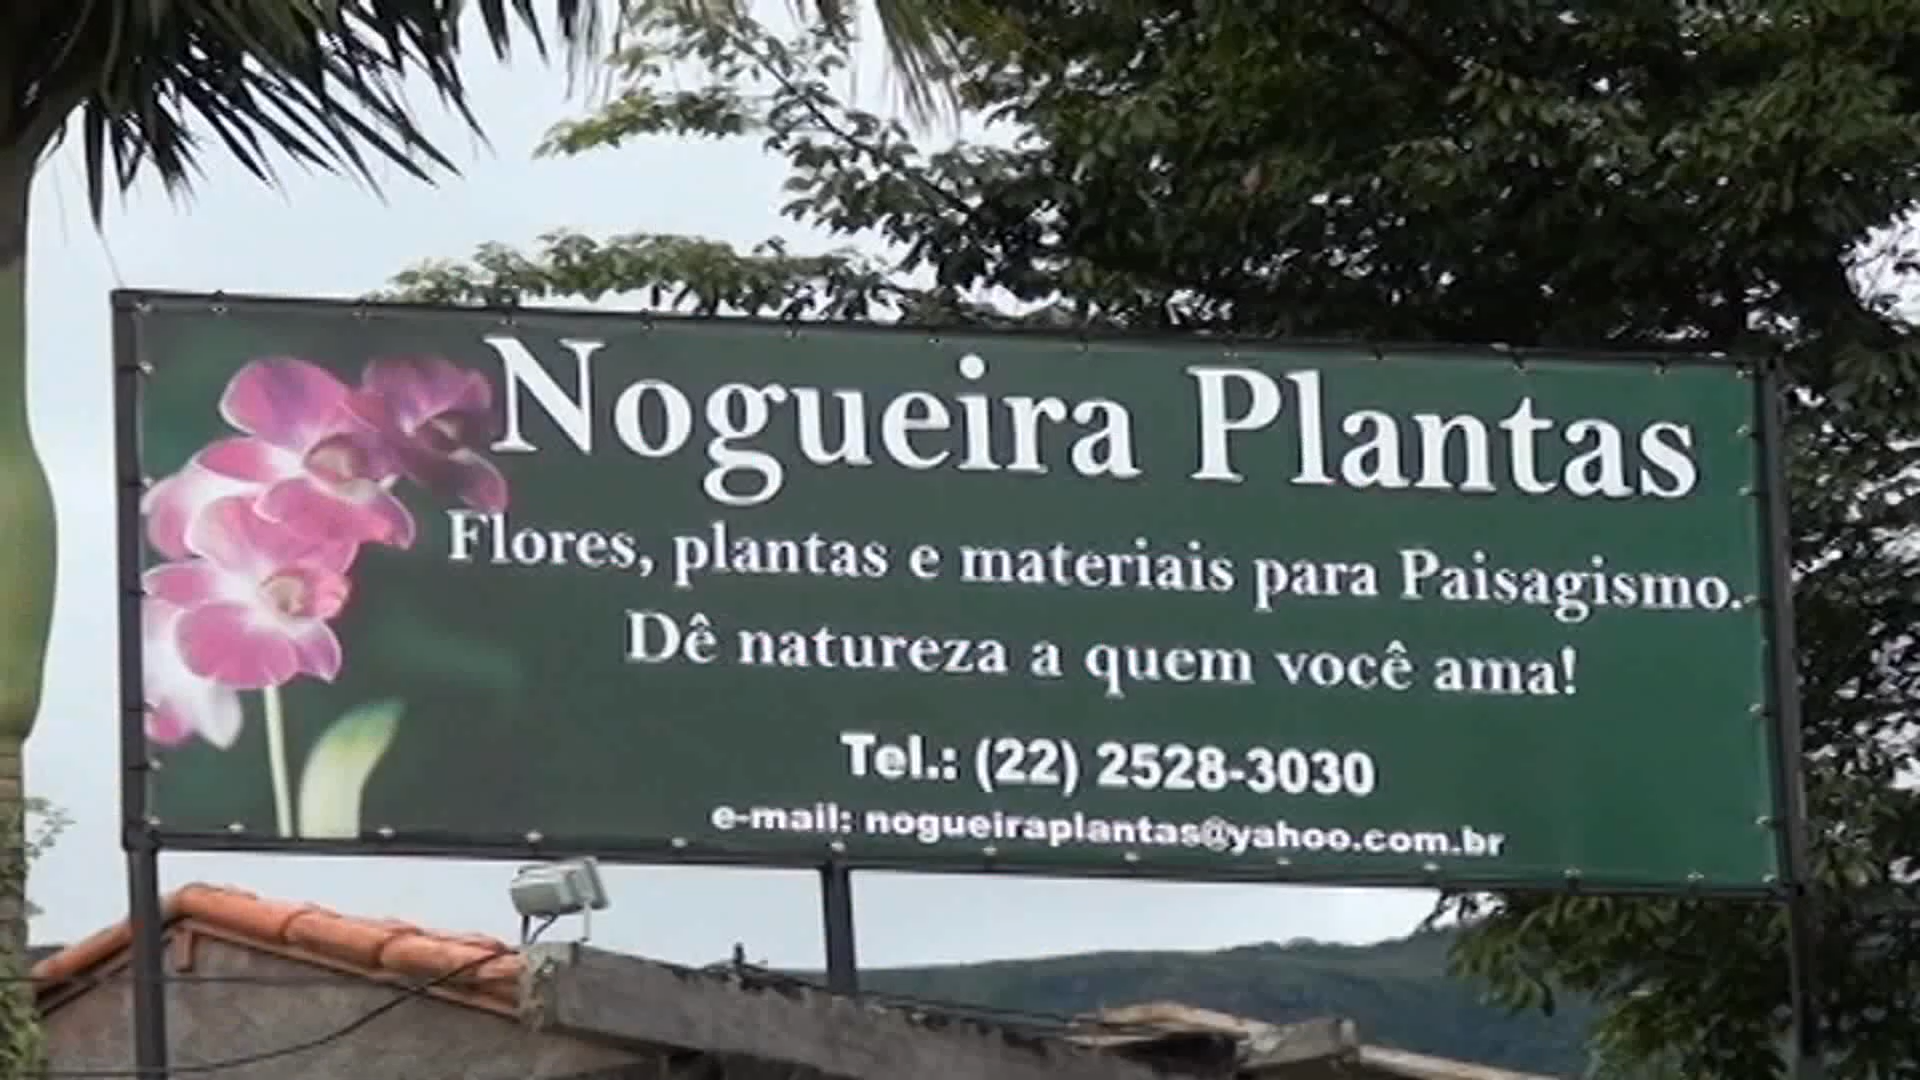 Nogueira Plantas
Flores, plantas e materiais para Paisagismo.
Dê natureza a quem você ama!
Tel.: (22) 2528-3030
e-mail: nogueiraplantas@yahoo.com.br